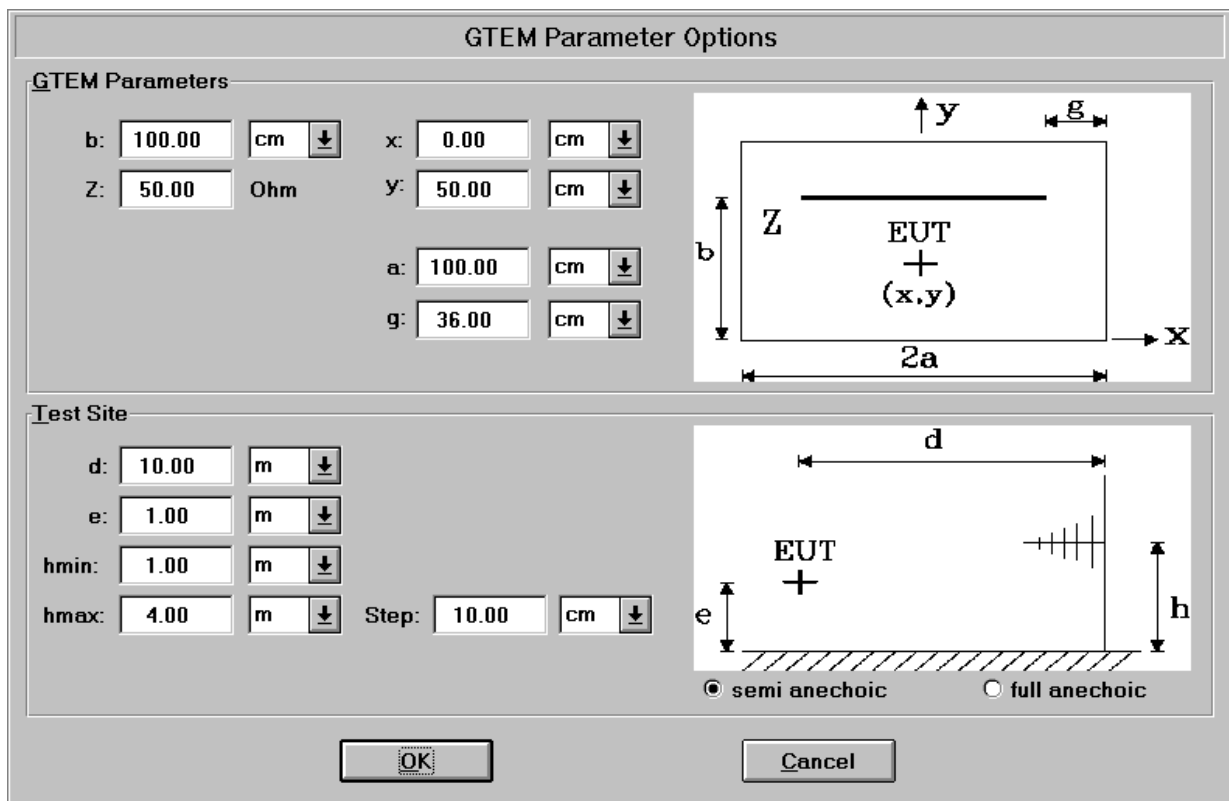 GTEM Parameter Options
GTEM Parameters
b: 100.00 cm x: 0.00 cm
Z: 50.00 Ohm y: 50.00 cm
a: 100.00 cm
g: 36.00 cm
y
g
Z
EUT
b
(x,y)
x
2a
Test Site
d: 10.00 m
e: 1.00 m
hmin: 1.00 m
hmax: 4.00 m Step: 10.00 cm
d
EUT
e
h
semi anechoic full anechoic
OK Cancel